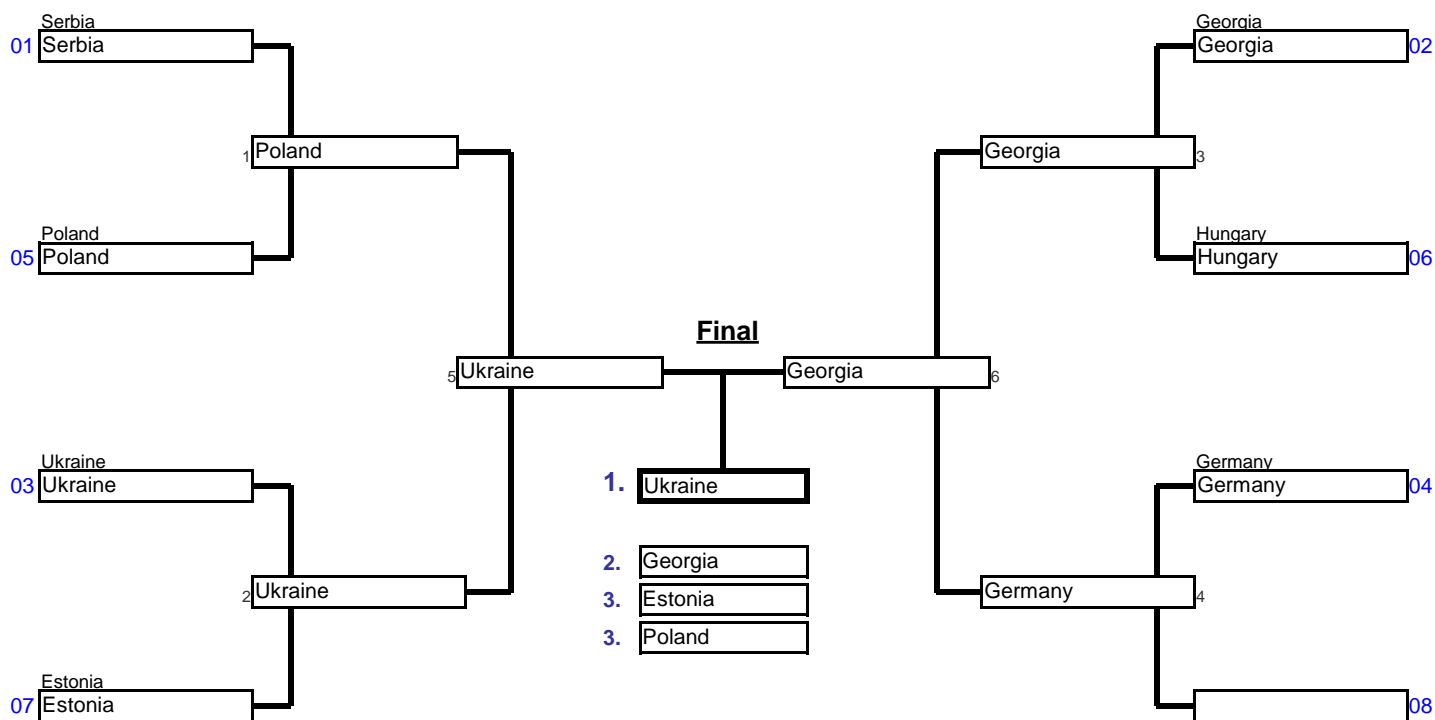 Serbia
01 Serbia
Georgia
Georgia 02
1 Poland
Georgia 3
Poland
05 Poland
Hungary
Hungary 06
Final
5 Ukraine
Georgia 6
Ukraine
03 Ukraine
1. Ukraine
Germany
Germany 04
2. Georgia
3. Estonia
3. Poland
2 Ukraine
Germany 4
Estonia
07 Estonia
08